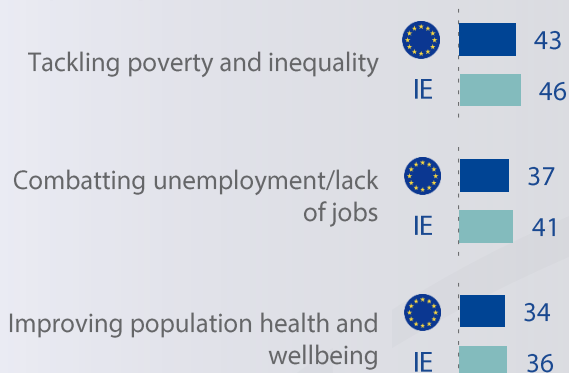 43
Tackling poverty and inequality
IE 46
37
Combatting unemployment/lack
of jobs
IE 41
34
Improving population health and
wellbeing
IE 36